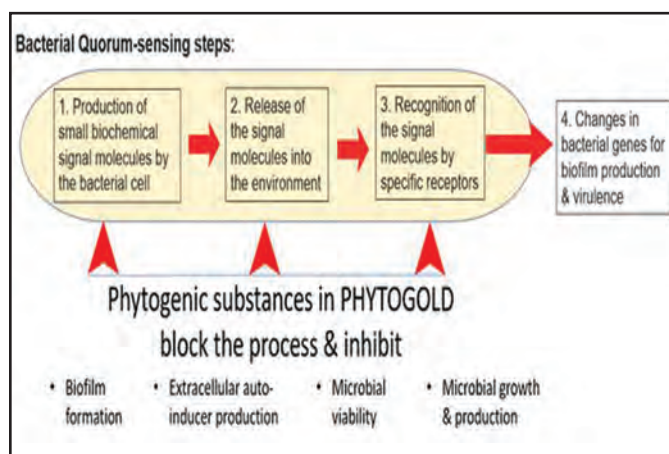 Bacterial Quorum-sensing steps:
1. Production of
small biochemical
signal molecules by
the bacterial cell
2. Release of
the signal
molecules into
the environment
3. Recognition of
the signal
molecules by
specific receptors
4. Changes in
bacterial genes for
biofilm production
& virulence
Phytogenic substances in PHYTOGOLD
block the process & inhibit
• Biofilm
formation
• Extracellular auto-
inducer production
• Microbial
viability
• Microbial growth
& production